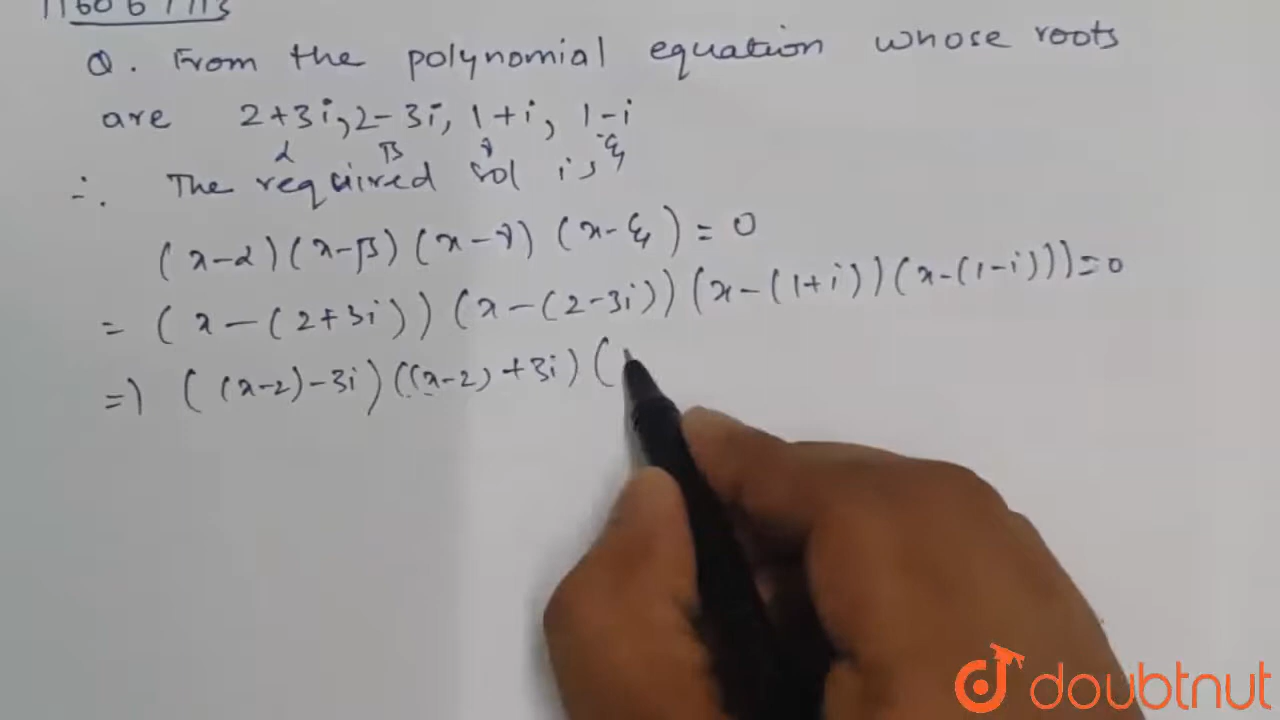 Q. From the polynomial equation whose roots
are 2+3i, 2-3i, 1+i, 1-i
α β γ ξ
∴ The required sol is
(x-α)(x-β)(x-γ)(x-ξ)=0
= (x-(2+3i))(x-(2-3i))(x-(1+i))(x-(1-i)))=0
=) ((x-2)-3i)((x-2)+3i)(
doubtnut